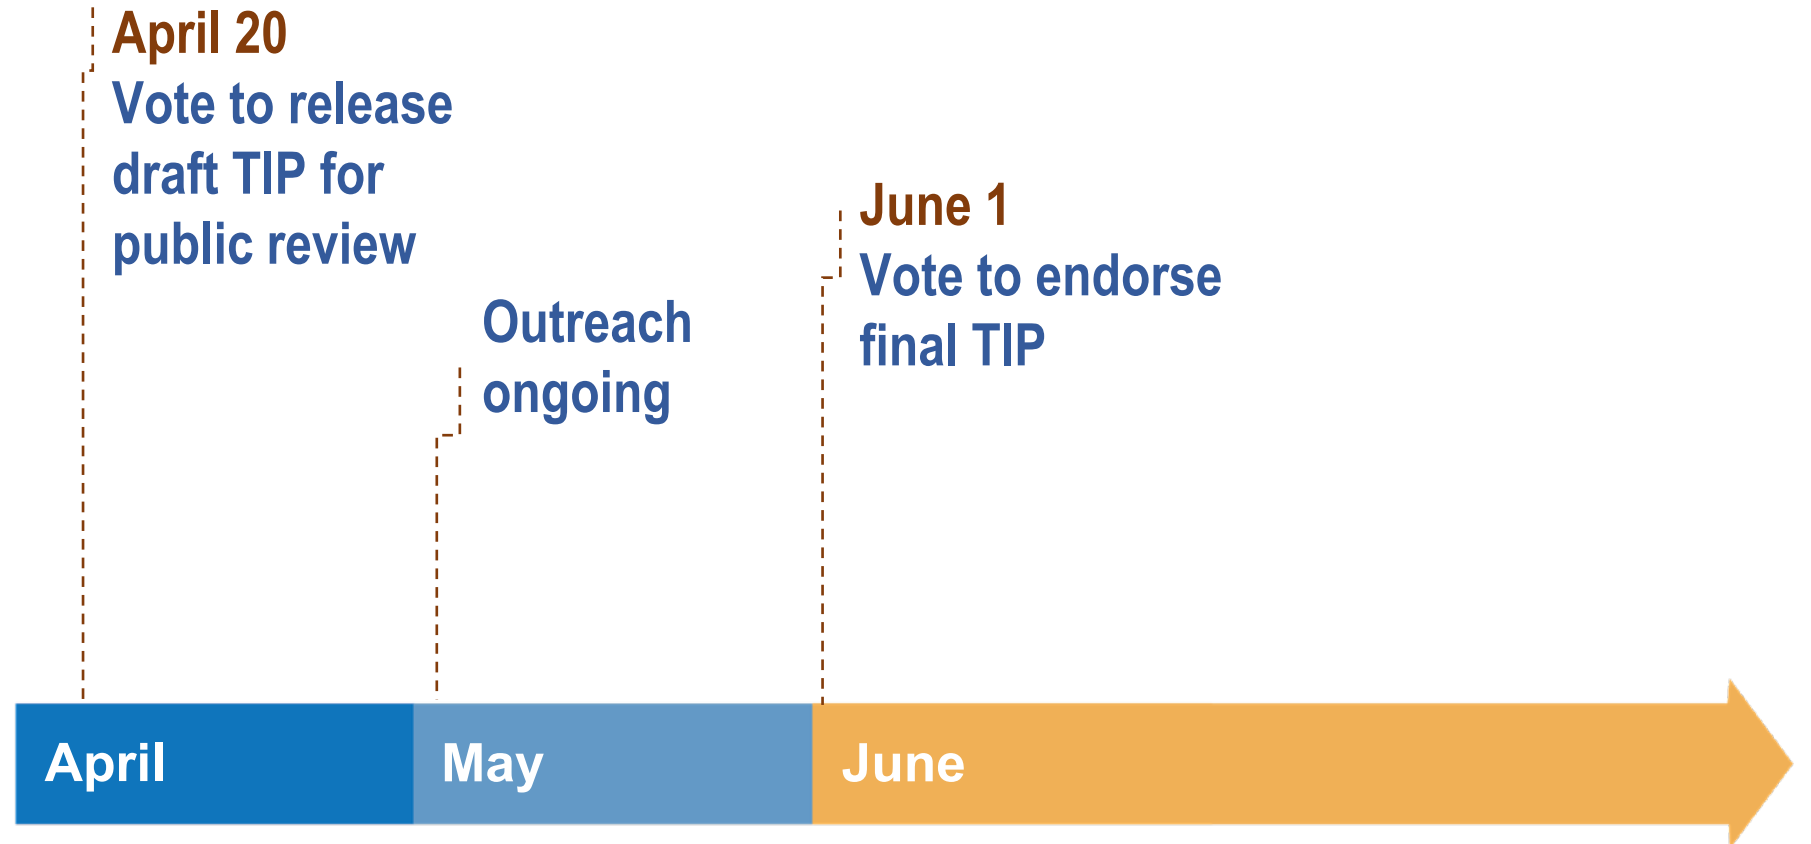 April 20
Vote to release
draft TIP for
public review
Outreach
ongoing
June 1
Vote to endorse
final TIP
April
May
June